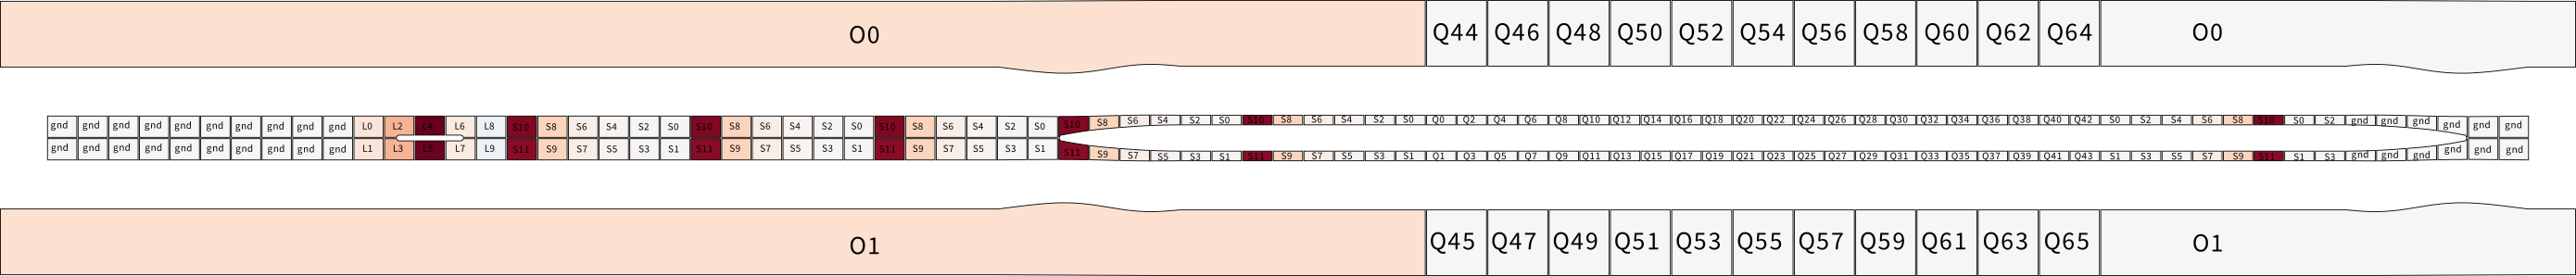 O0 Q44 Q46 Q48 Q50 Q52 Q54 Q56 Q58 Q60 Q62 Q64 O0
gnd gnd gnd gnd gnd gnd gnd gnd gnd gnd L0 L2 L4 L6 L8 S10 S8 S6 S4 S2 S0 S10 S8 S6 S4 S2 S0 S10 S8 S6 S4 S2 S0 S10 S8 S6 S4 S2 S0 S10 S8 S6 S4 S2 S0 Q0 Q2 Q4 Q6 Q8 Q10 Q12 Q14 Q16 Q18 Q20 Q22 Q24 Q26 Q28 Q30 Q32 Q34 Q36 Q38 Q40 Q42 S0 S2 S4 S6 S8 S10 S0 S2 gnd gnd gnd gnd gnd gnd
gnd gnd gnd gnd gnd gnd gnd gnd gnd gnd L1 L3 L5 L7 L9 S11 S9 S7 S5 S3 S1 S11 S9 S7 S5 S3 S1 S11 S9 S7 S5 S3 S1 S11 S9 S7 S5 S3 S1 S11 S9 S7 S5 S3 S1 Q1 Q3 Q5 Q7 Q9 Q11 Q13 Q15 Q17 Q19 Q21 Q23 Q25 Q27 Q29 Q31 Q33 Q35 Q37 Q39 Q41 Q43 S1 S3 S5 S7 S9 S11 S1 S3 gnd gnd gnd gnd gnd gnd
O1 Q45 Q47 Q49 Q51 Q53 Q55 Q57 Q59 Q61 Q63 Q65 O1